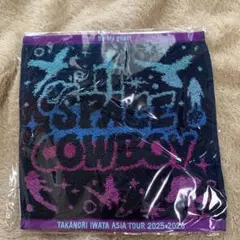 SPACE
COWBOY
TAKANORI IWATA ASIA TOUR 2025-2026